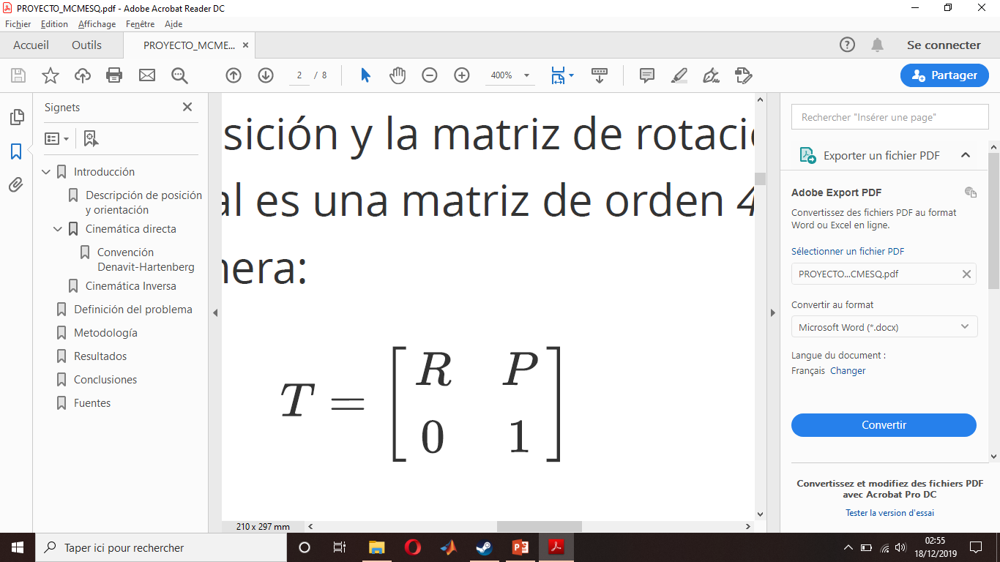 PROYECTO_MCMESQ.pdf - Adobe Acrobat Reader DC
Fichier Edition Affichage Fenêtre Aide
Accueil Outils PROYECTO_MCME... × Se connecter
2 / 8 400% Partager
Signets
Introducción
Descripción de posición
y orientación
Cinemática directa
Convención
Denavit-Hartenberg
Cinemática Inversa
Definición del problema
Metodología
Resultados
Conclusiones
Fuentes
sición y la matriz de rotació
al es una matriz de orden 4
nera:
T = [ R P
0 1 ]
210 x 297 mm
Rechercher "Insérer une page"
Exporter un fichier PDF
Adobe Export PDF
Convertissez des fichiers PDF au format
Word ou Excel en ligne.
Sélectionner un fichier PDF
PROYECTO...CMESQ.pdf
Convertir au format
Microsoft Word (*.docx)
Langue du document :
Français Changer
Convertir
Convertissez et modifiez des fichiers PDF
avec Acrobat Pro DC
Tester la version d'essai
Taper ici pour rechercher
02:55
18/12/2019